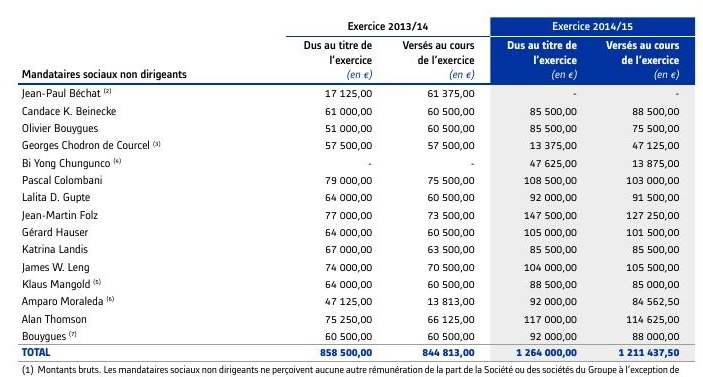 Exercice 2013/14 Exercice 2014/15
Dus au titre de Versés au cours Dus au titre de Versés au cours
l'exercice de l'exercice l'exercice de l'exercice
Mandataires sociaux non dirigeants (en €) (en €) (en €) (en €)
Jean-Paul Béchat (2) 17 125,00 61 375,00 - -
Candace K. Beinecke 61 000,00 60 500,00 85 500,00 88 500,00
Olivier Bouygues 51 000,00 60 500,00 85 500,00 75 500,00
Georges Chodron de Courcel (3) 57 500,00 57 500,00 13 375,00 47 125,00
Bi Yong Chungunco (4) - - 47 625,00 13 875,00
Pascal Colombani 79 000,00 75 500,00 108 500,00 103 000,00
Lalita D. Gupte 64 000,00 60 500,00 92 000,00 91 500,00
Jean-Martin Folz 77 000,00 73 500,00 147 500,00 127 250,00
Gérard Hauser 64 000,00 60 500,00 105 000,00 101 500,00
Katrina Landis 67 000,00 63 500,00 85 500,00 85 500,00
James W. Leng 74 000,00 70 500,00 104 000,00 105 500,00
Klaus Mangold (5) 64 000,00 60 500,00 88 500,00 85 000,00
Amparo Moraleda (6) 47 125,00 13 813,00 92 000,00 84 562,50
Alan Thomson 75 250,00 66 125,00 117 000,00 114 625,00
Bouygues (7) 60 500,00 60 500,00 92 000,00 88 000,00
TOTAL 858 500,00 844 813,00 1 264 000,00 1 211 437,50
(1) Montants bruts. Les mandataires sociaux non dirigeants ne perçoivent aucune autre rémunération de la part de la Société ou des sociétés du Groupe à l'exception de